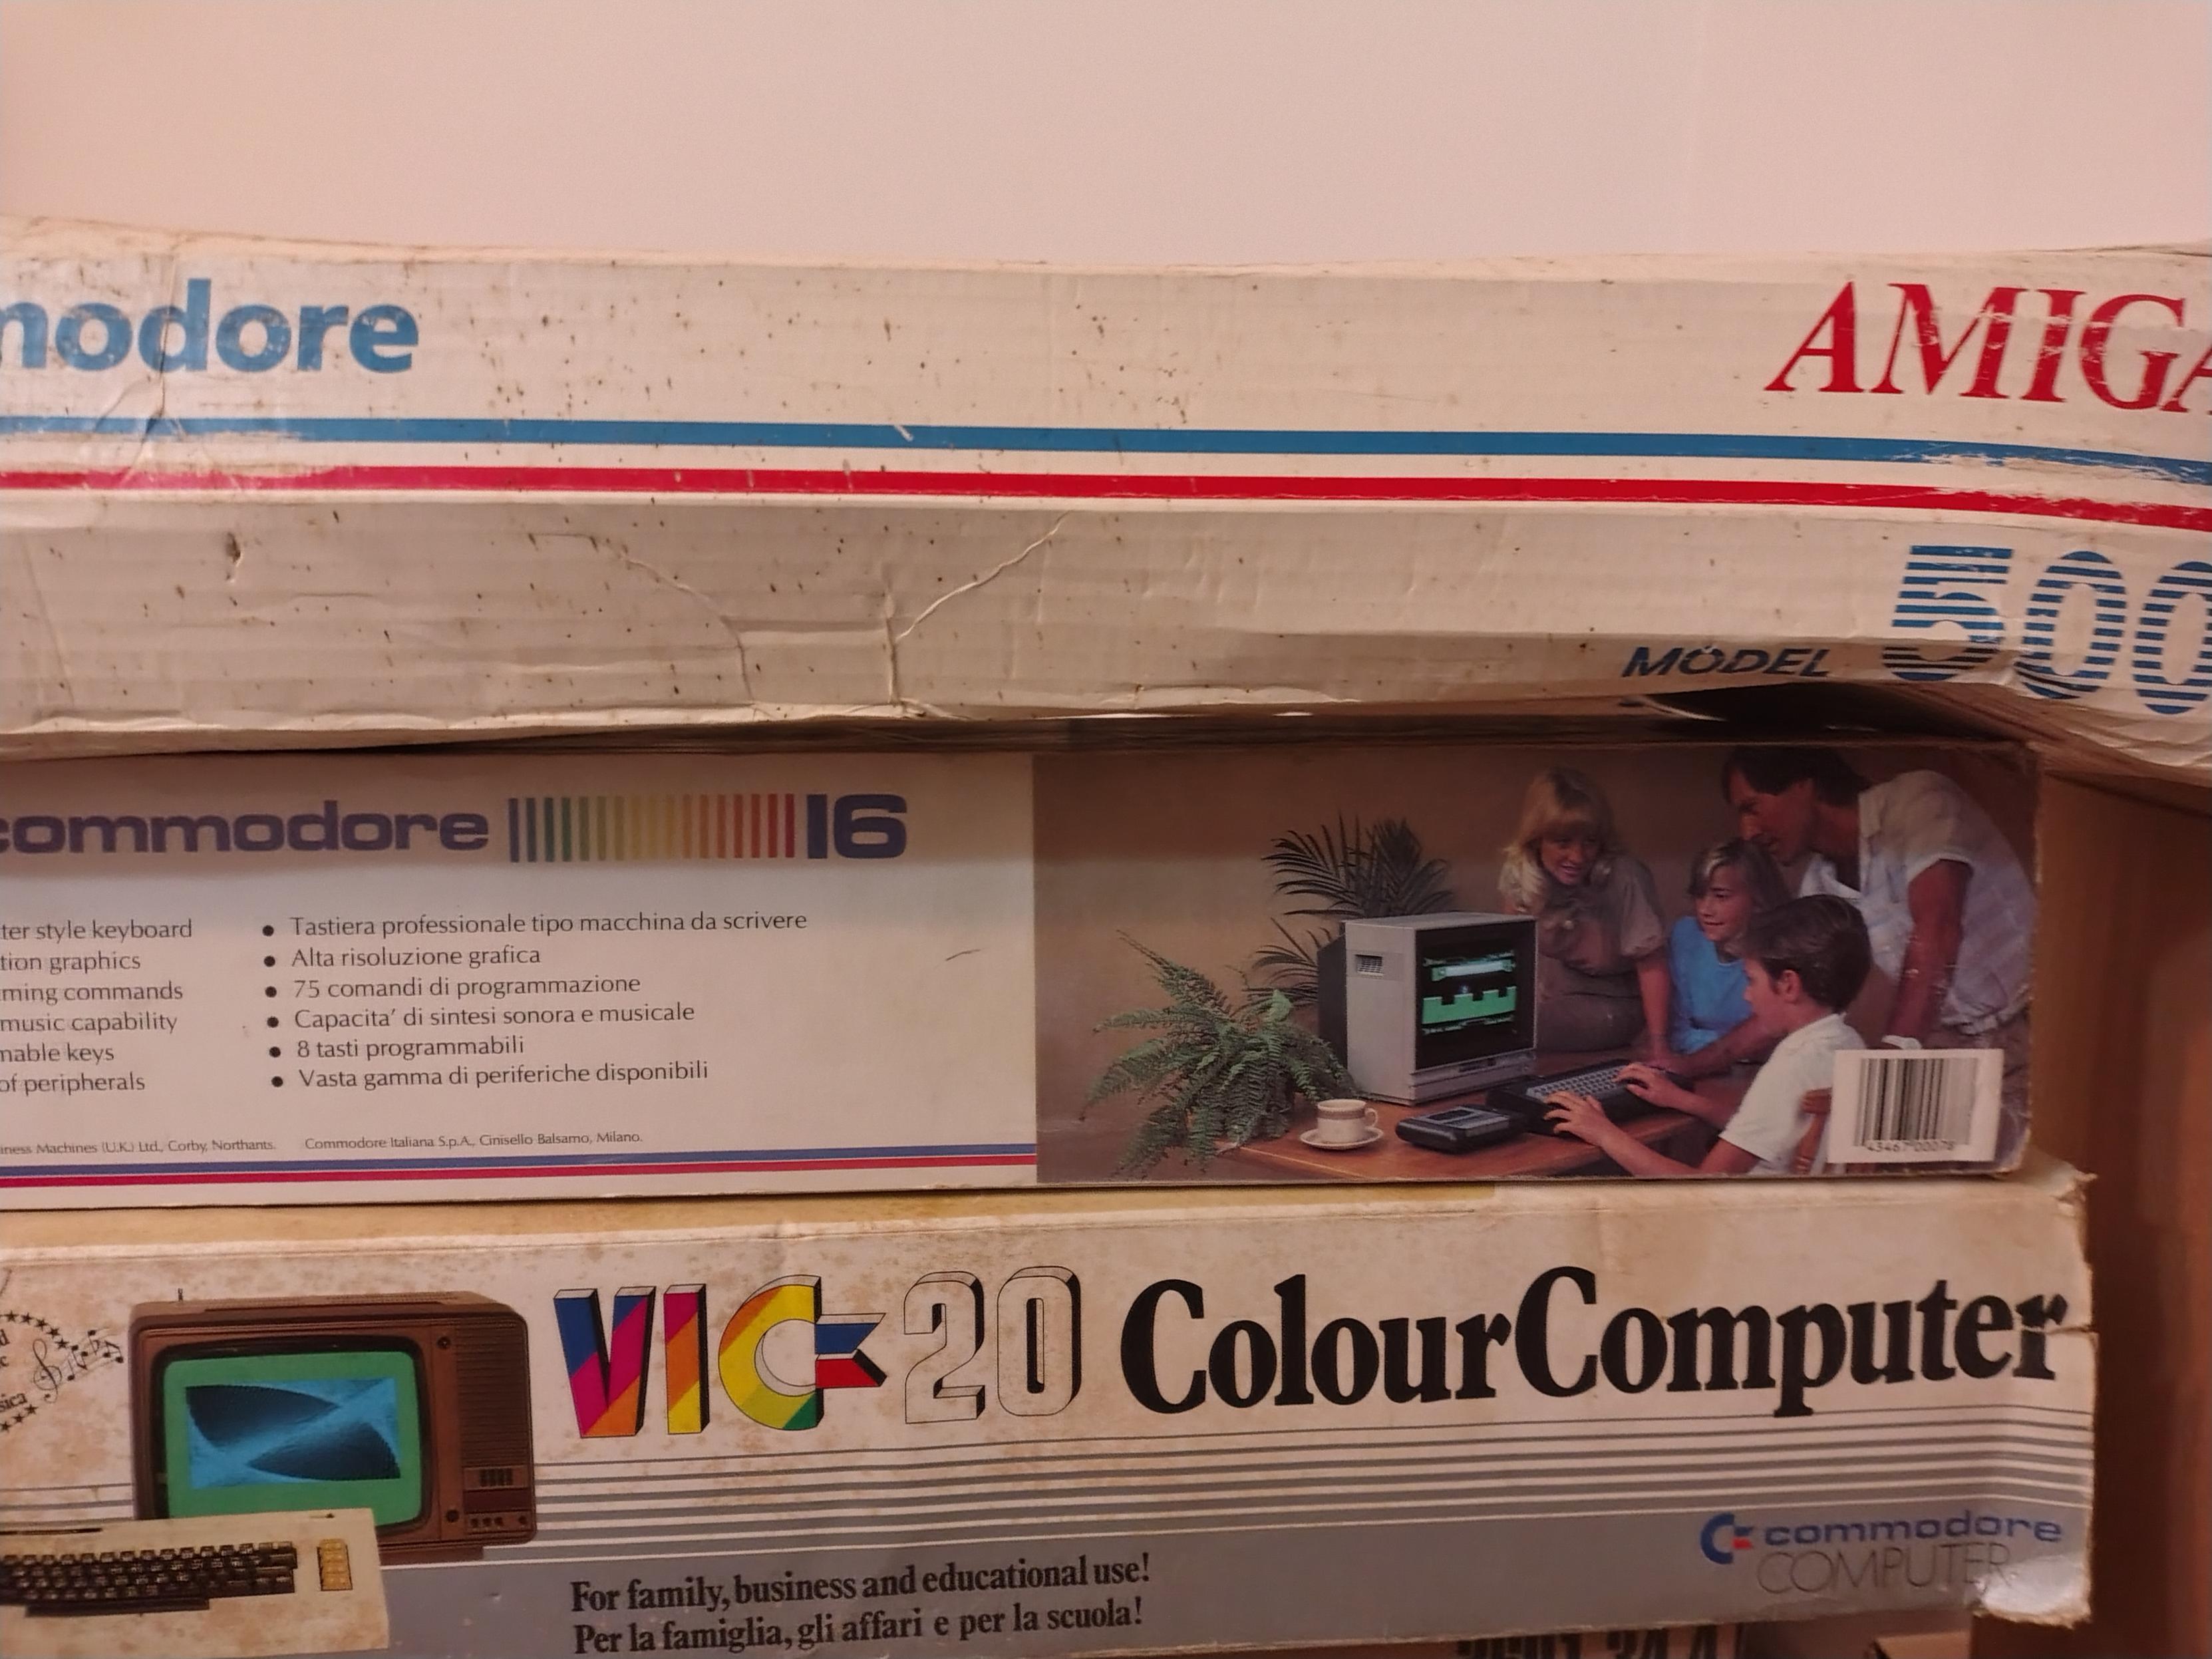 modore
AMIGA
MODEL 500
commodore 16
ter style keyboard
tion graphics
ming commands
music capability
mable keys
of peripherals
• Tastiera professionale tipo macchina da scrivere
• Alta risoluzione grafica
• 75 comandi di programmazione
• Capacita' di sintesi sonora e musicale
• 8 tasti programmabili
• Vasta gamma di periferiche disponibili
iness Machines (U.K.) Ltd., Corby, Northants. Commodore Italiana S.p.A., Cinisello Balsamo, Milano.
sica
VIC-20 ColourComputer
commodore
COMPUTER
For family, business and educational use!
Per la famiglia, gli affari e per la scuola!